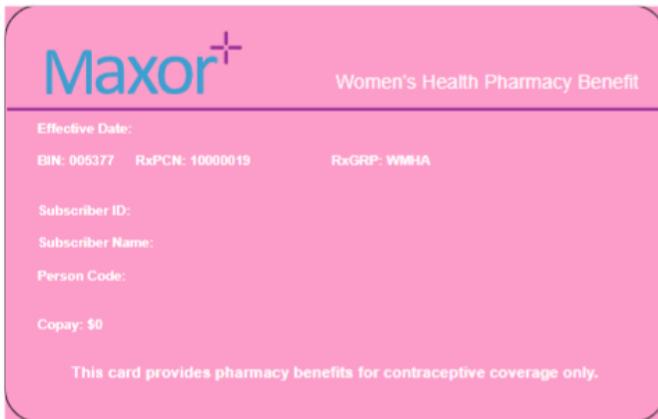 Maxor+
Women's Health Pharmacy Benefit
Effective Date:
BIN: 005377 RxPCN: 10000019 RxGRP: WMHA
Subscriber ID:
Subscriber Name:
Person Code:
Copay: $0
This card provides pharmacy benefits for contraceptive coverage only.